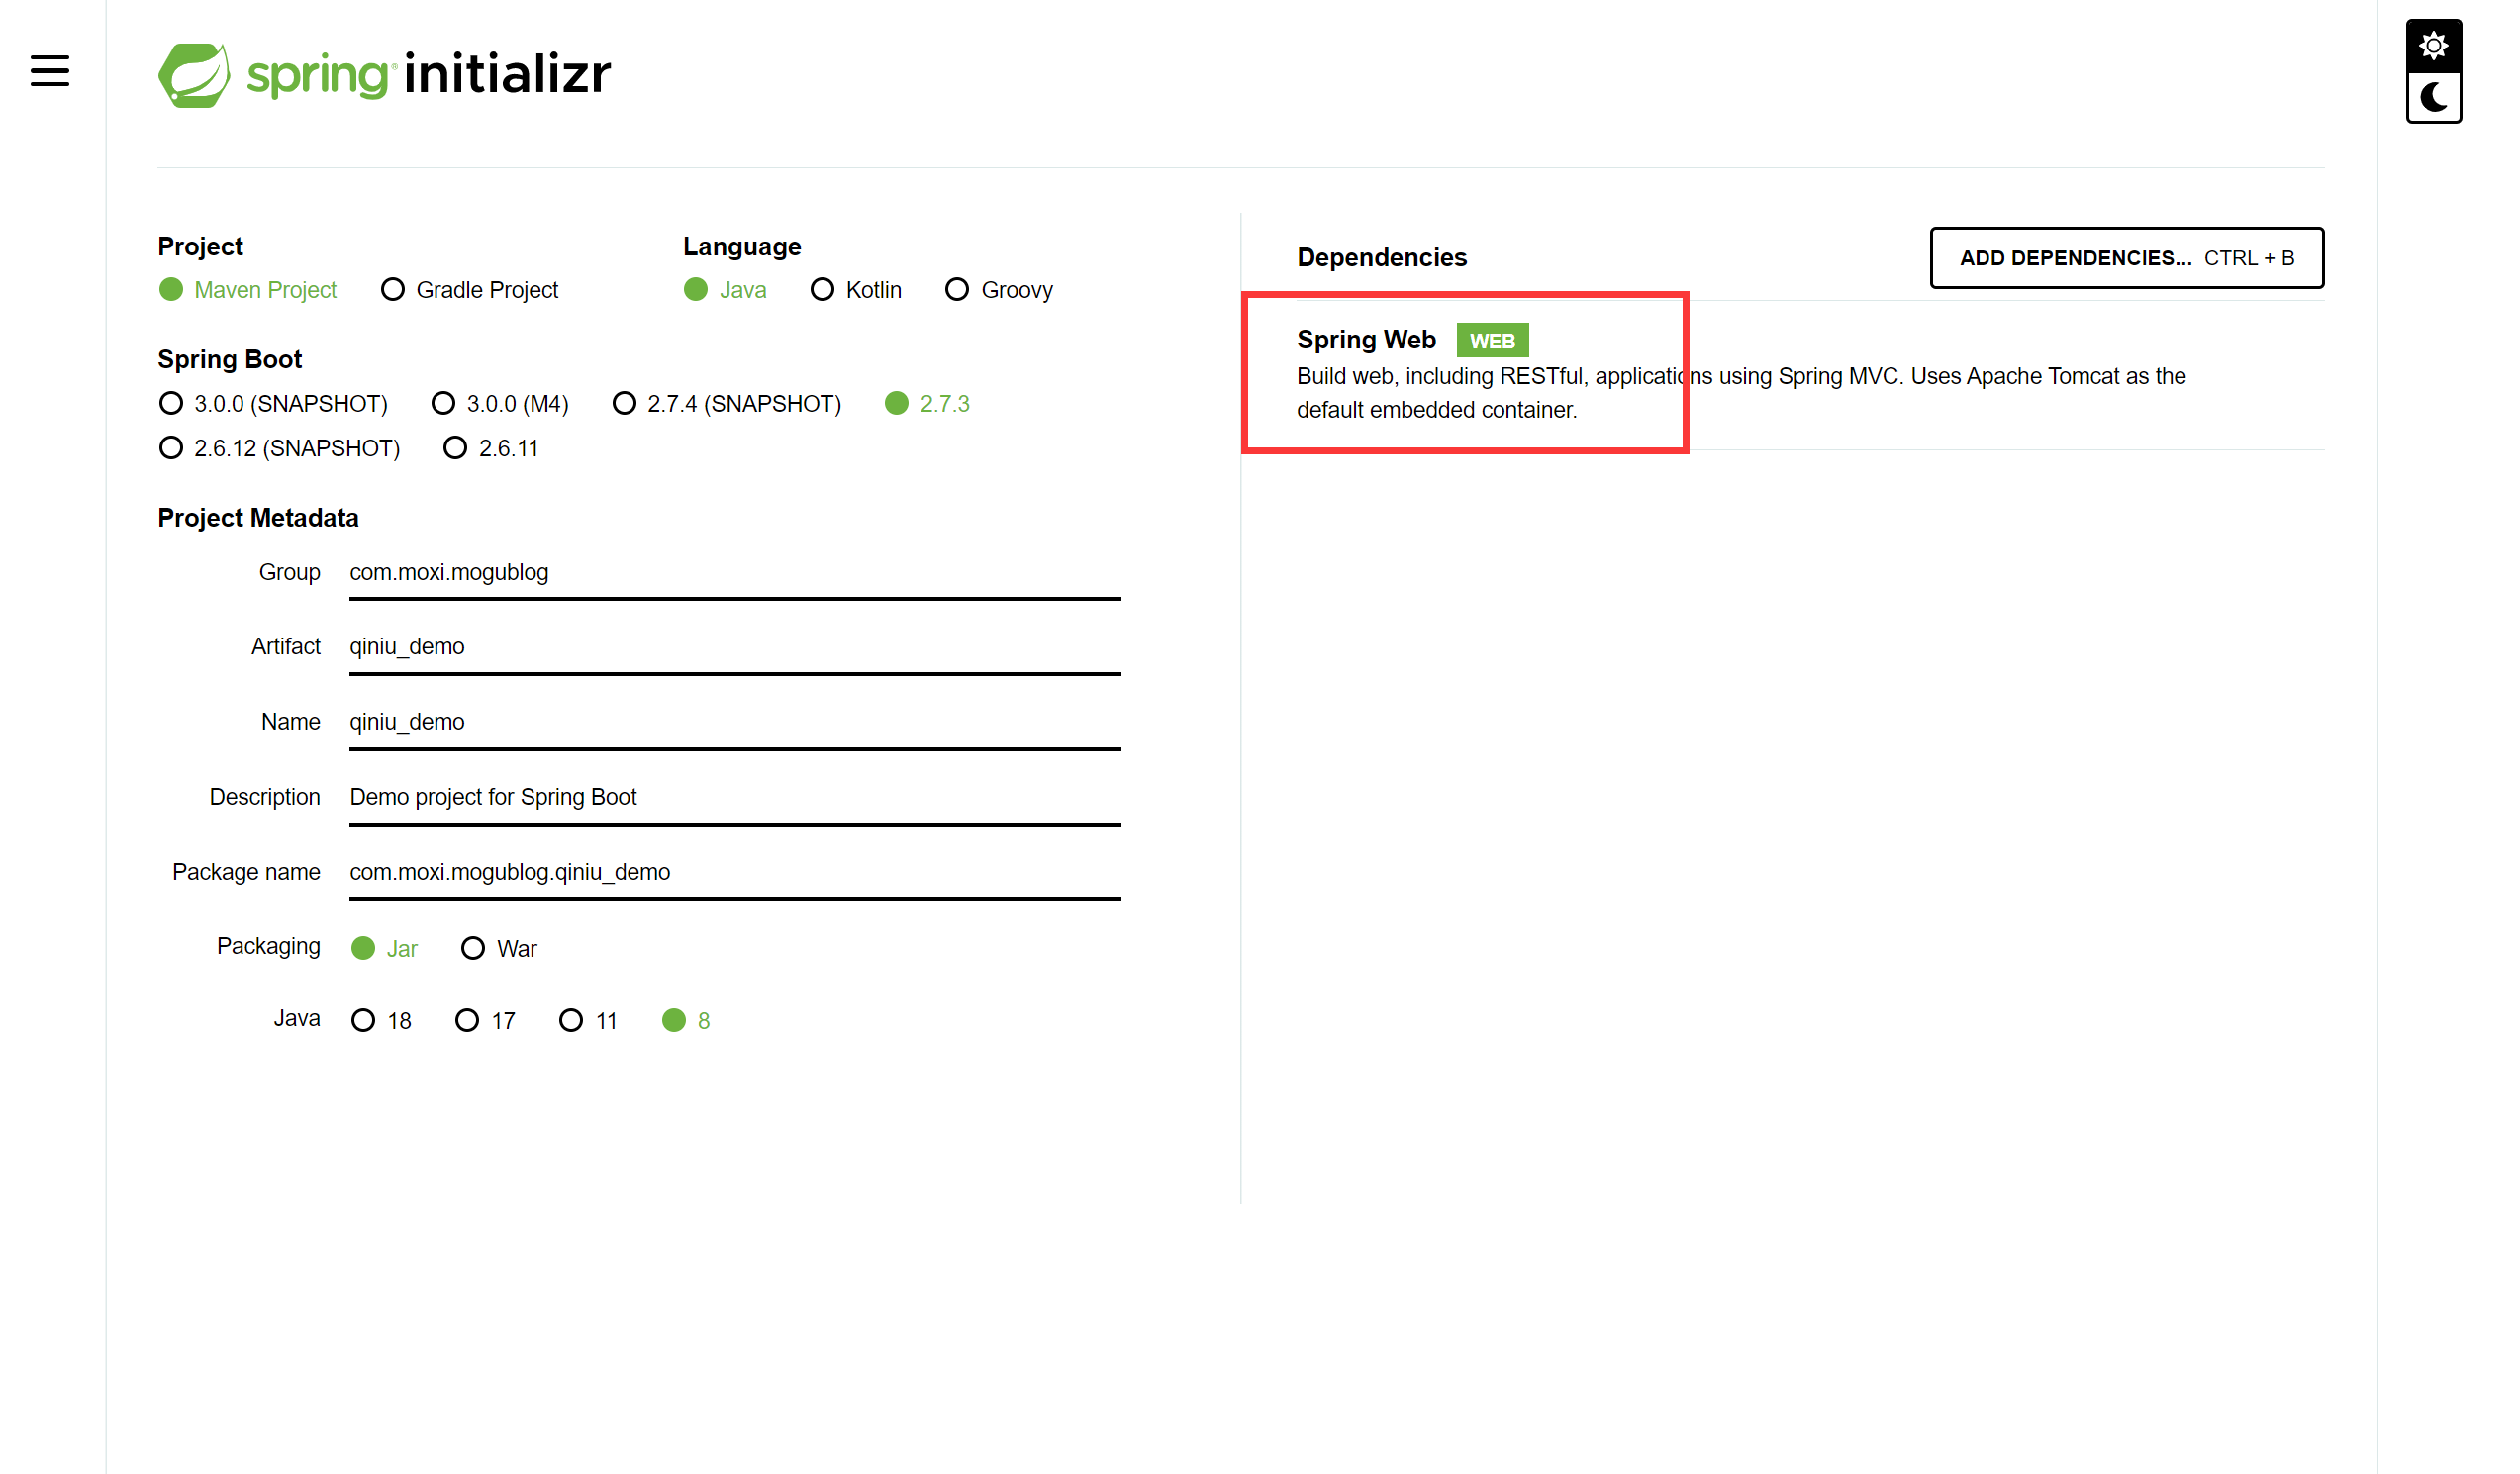 spring initializr
Project
Maven Project Gradle Project
Language
Java Kotlin Groovy
Spring Boot
3.0.0 (SNAPSHOT) 3.0.0 (M4) 2.7.4 (SNAPSHOT) 2.7.3
2.6.12 (SNAPSHOT) 2.6.11
Project Metadata
Group com.moxi.mogublog
Artifact qiniu_demo
Name qiniu_demo
Description Demo project for Spring Boot
Package name com.moxi.mogublog.qiniu_demo
Packaging Jar War
Java 18 17 11 8
Dependencies
ADD DEPENDENCIES... CTRL + B
Spring Web WEB
Build web, including RESTful, applications using Spring MVC. Uses Apache Tomcat as the
default embedded container.